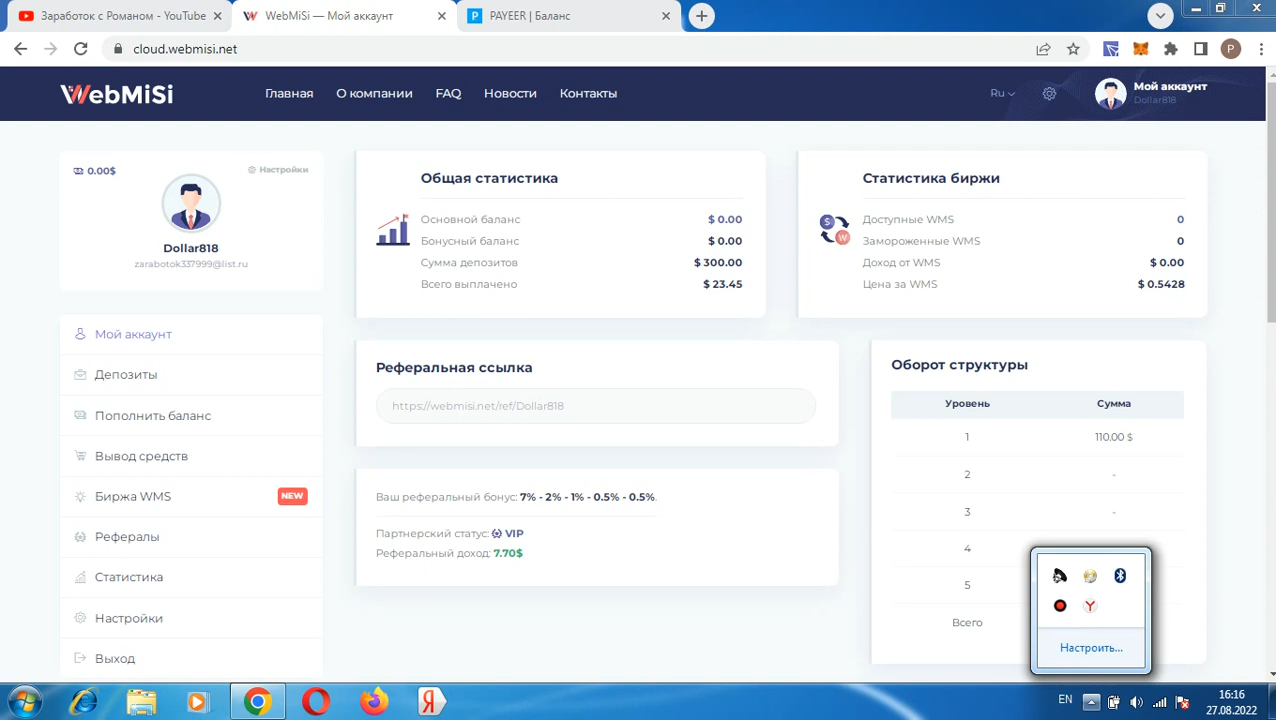 Заработок с Романом - YouTube
WebMiSi — Мой аккаунт
PAYEER | Баланс
cloud.webmisi.net
P
WebMiSi
Главная
О компании
FAQ
Новости
Контакты
Ru
Мой аккаунт
Dollar818
0.00$
Настройки
Dollar818
zarabotok337999@list.ru
Мой аккаунт
Депозиты
Пополнить баланс
Вывод средств
Биржа WMS NEW
Рефералы
Статистика
Настройки
Выход
Общая статистика
Основной баланс $ 0.00
Бонусный баланс $ 0.00
Сумма депозитов $ 300.00
Всего выплачено $ 23.45
Статистика биржи
Доступные WMS 0
Замороженные WMS 0
Доход от WMS $ 0.00
Цена за WMS $ 0.5428
Реферальная ссылка
https://webmisi.net/ref/Dollar818
Ваш реферальный бонус: 7% - 2% - 1% - 0.5% - 0.5%.
Партнерский статус: VIP
Реферальный доход: 7.70$
Оборот структуры
Уровень Сумма
1 110.00 $
2 -
3 -
4
5
Всего
Настроить...
EN
16:16
27.08.2022